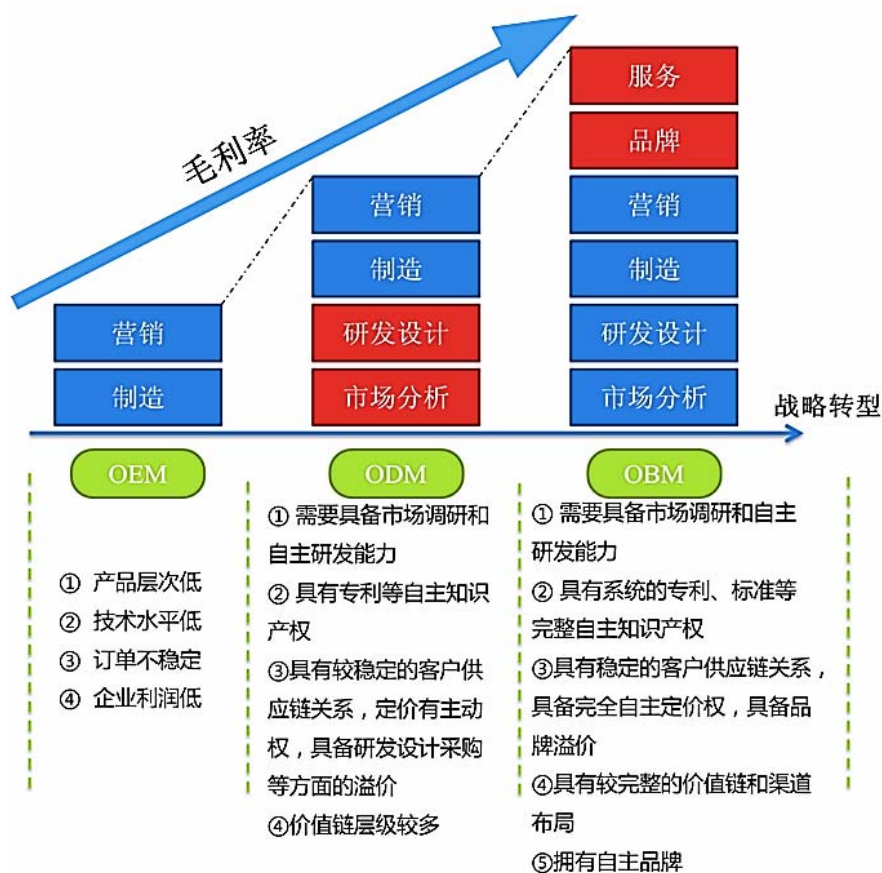 毛利率
服务
品牌
营销
制造
研发设计
市场分析
营销
制造
研发设计
市场分析
营销
制造
战略转型
OEM
① 产品层次低
② 技术水平低
③ 订单不稳定
④ 企业利润低
ODM
① 需要具备市场调研和
自主研发能力
② 具有专利等自主知识
产权
③具有较稳定的客户供
应链关系，定价有主动
权，具备研发设计采购
等方面的溢价
④价值链层级较多
OBM
① 需要具备市场调研和自主
研发能力
② 具有系统的专利、标准等
完整自主知识产权
③具有稳定的客户供应链关系，
具备完全自主定价权，具备品
牌溢价
④具有较完整的价值链和渠道
布局
⑤拥有自主品牌